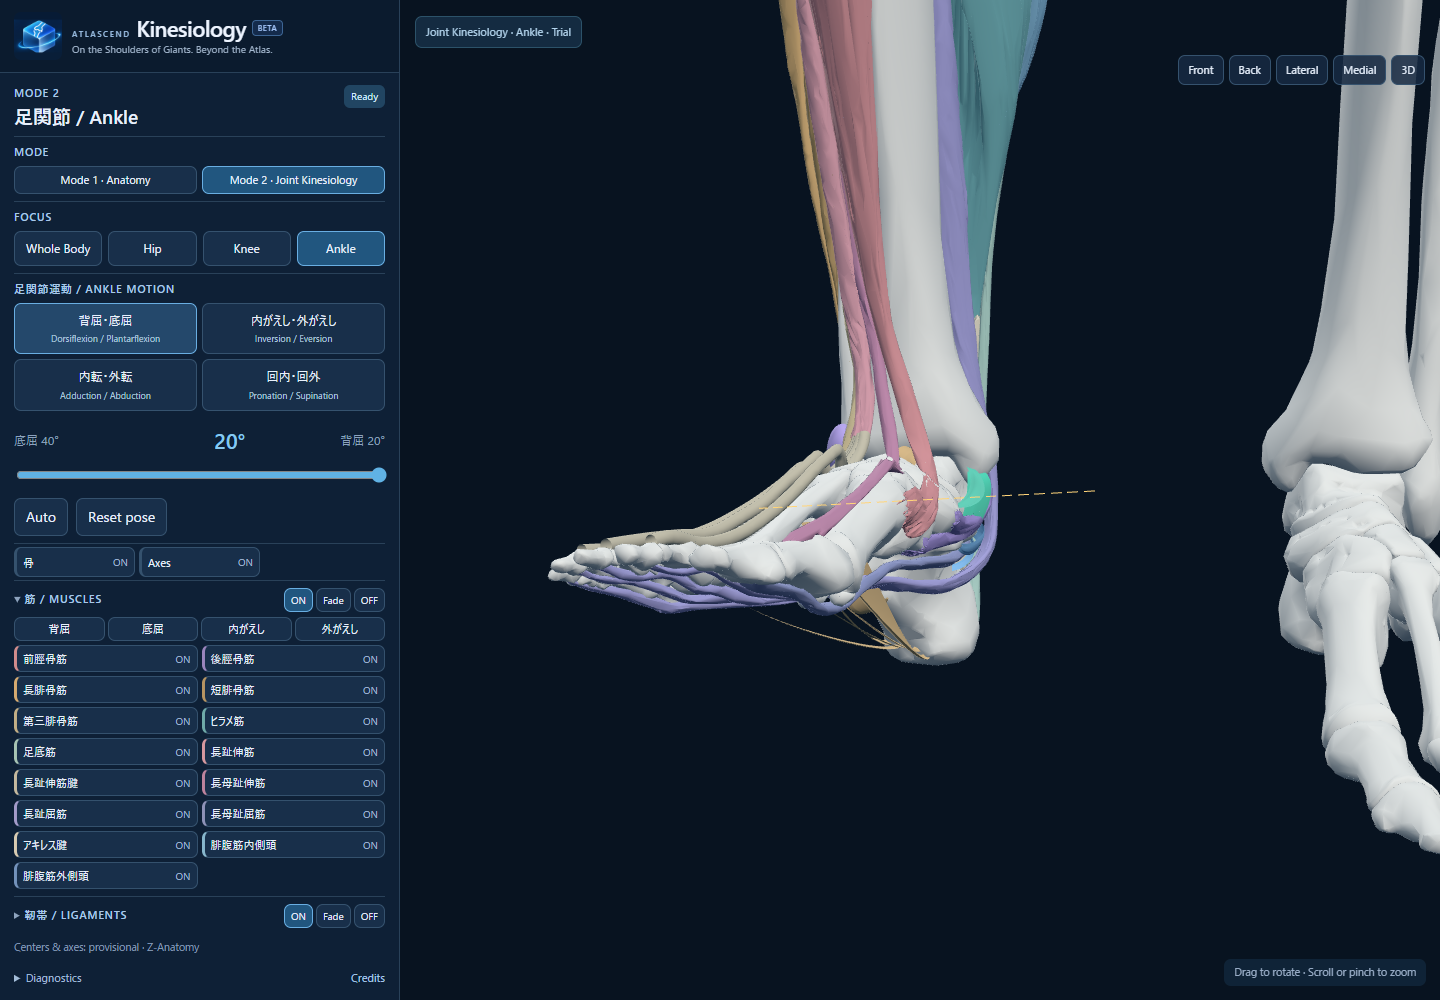 ATLASCEND Kinesiology BETA
On the Shoulders of Giants. Beyond the Atlas.
MODE 2
Ready
足関節 / Ankle
MODE
Mode 1 · Anatomy
Mode 2 · Joint Kinesiology
FOCUS
Whole Body
Hip
Knee
Ankle
足関節運動 / ANKLE MOTION
背屈・底屈
Dorsiflexion / Plantarflexion
内がえし・外がえし
Inversion / Eversion
内転・外転
Adduction / Abduction
回内・回外
Pronation / Supination
底屈 40°
20°
背屈 20°
Auto
Reset pose
骨 ON
Axes ON
▼ 筋 / MUSCLES
ON
Fade
OFF
背屈
底屈
内がえし
外がえし
前脛骨筋 ON
後脛骨筋 ON
長腓骨筋 ON
短腓骨筋 ON
第三腓骨筋 ON
ヒラメ筋 ON
足底筋 ON
長趾伸筋 ON
長趾伸筋腱 ON
長母趾伸筋 ON
長趾屈筋 ON
長母趾屈筋 ON
アキレス腱 ON
腓腹筋内側頭 ON
腓腹筋外側頭 ON
▶ 靭帯 / LIGAMENTS
ON
Fade
OFF
Centers & axes: provisional · Z-Anatomy
▶ Diagnostics
Credits
Joint Kinesiology · Ankle · Trial
Front
Back
Lateral
Medial
3D
Drag to rotate · Scroll or pinch to zoom